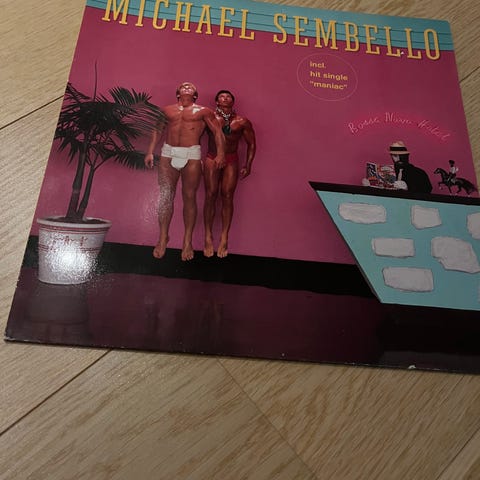 MICHAEL SEMBELLO
incl.
hit single
"maniac"
Bossa Nova Hotel